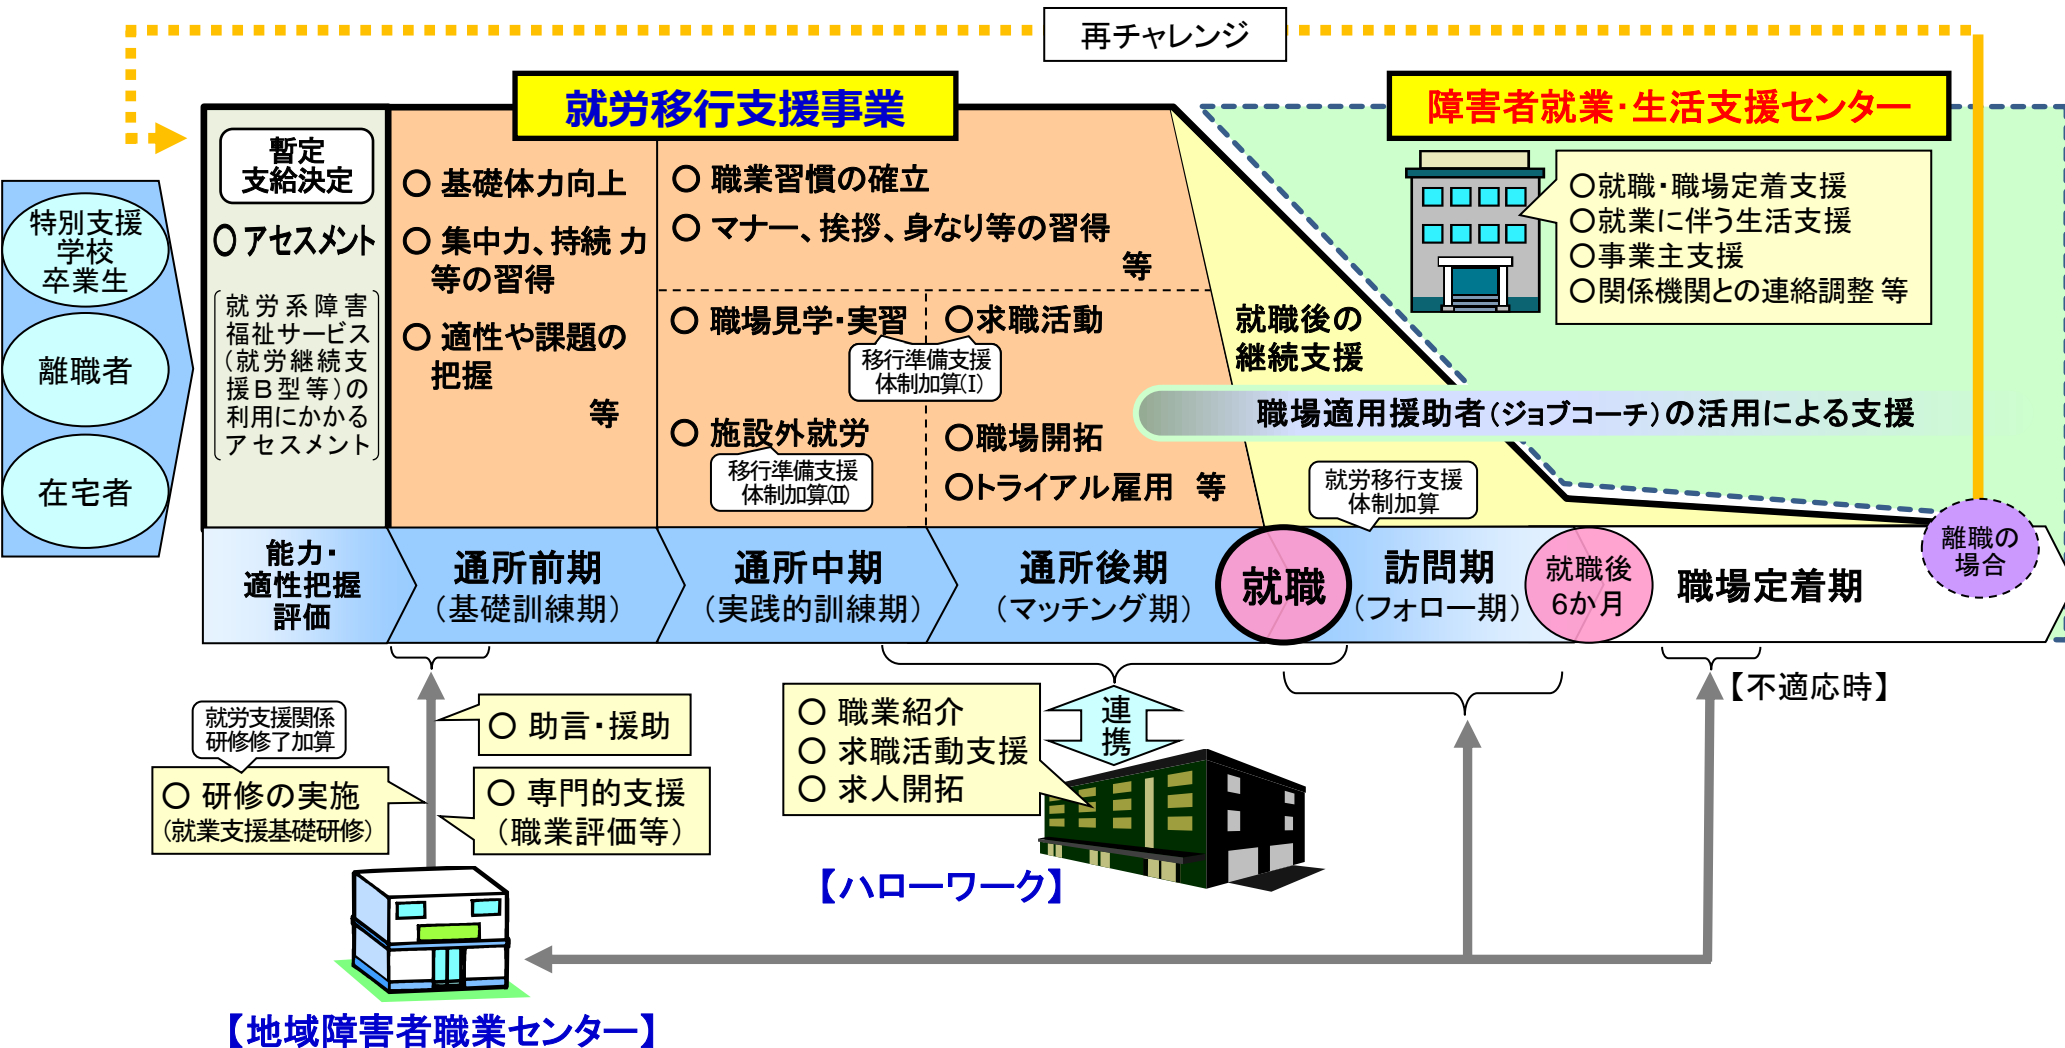 再チャレンジ
就労移行支援事業
障害者就業・生活支援センター
特別支援
学校
卒業生
離職者
在宅者
暫定
支給決定
○ アセスメント
就労系障害
福祉サービス
(就労継続支
援B型等)の
利用にかかる
アセスメント
○ 基礎体力向上
○ 集中力、持続力
等の習得
○ 適性や課題の
把握
等
○ 職業習慣の確立
○ マナー、挨拶、身なり等の習得
等
○ 職場見学・実習
移行準備支援
体制加算(Ⅰ)
○ 施設外就労
移行準備支援
体制加算(Ⅱ)
○求職活動
○職場開拓
○トライアル雇用 等
就職後の
継続支援
○就職・職場定着支援
○就業に伴う生活支援
○事業主支援
○関係機関との連絡調整 等
職場適用援助者(ジョブコーチ)の活用による支援
就労移行支援
体制加算
能力・
適性把握
評価
通所前期
(基礎訓練期)
通所中期
(実践的訓練期)
通所後期
(マッチング期)
就職
訪問期
(フォロー期)
就職後
6か月
職場定着期
離職の
場合
【不適応時】
就労支援関係
研修修了加算
○ 研修の実施
(就業支援基礎研修)
○ 助言・援助
○ 専門的支援
(職業評価等)
○ 職業紹介
○ 求職活動支援
○ 求人開拓
連
携
【ハローワーク】
【地域障害者職業センター】